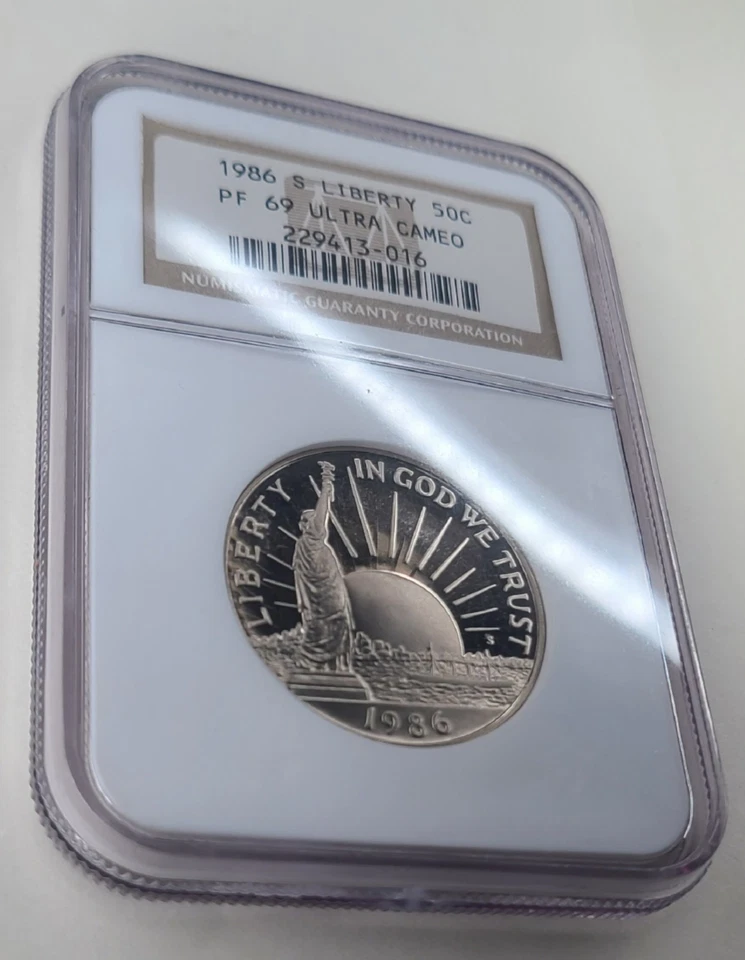 1986 S LIBERTY 50C
PF 69 ULTRA CAMEO
229413-016
NUMISMATIC GUARANTY CORPORATION
LIBERTY
IN GOD WE TRUST
S
1986